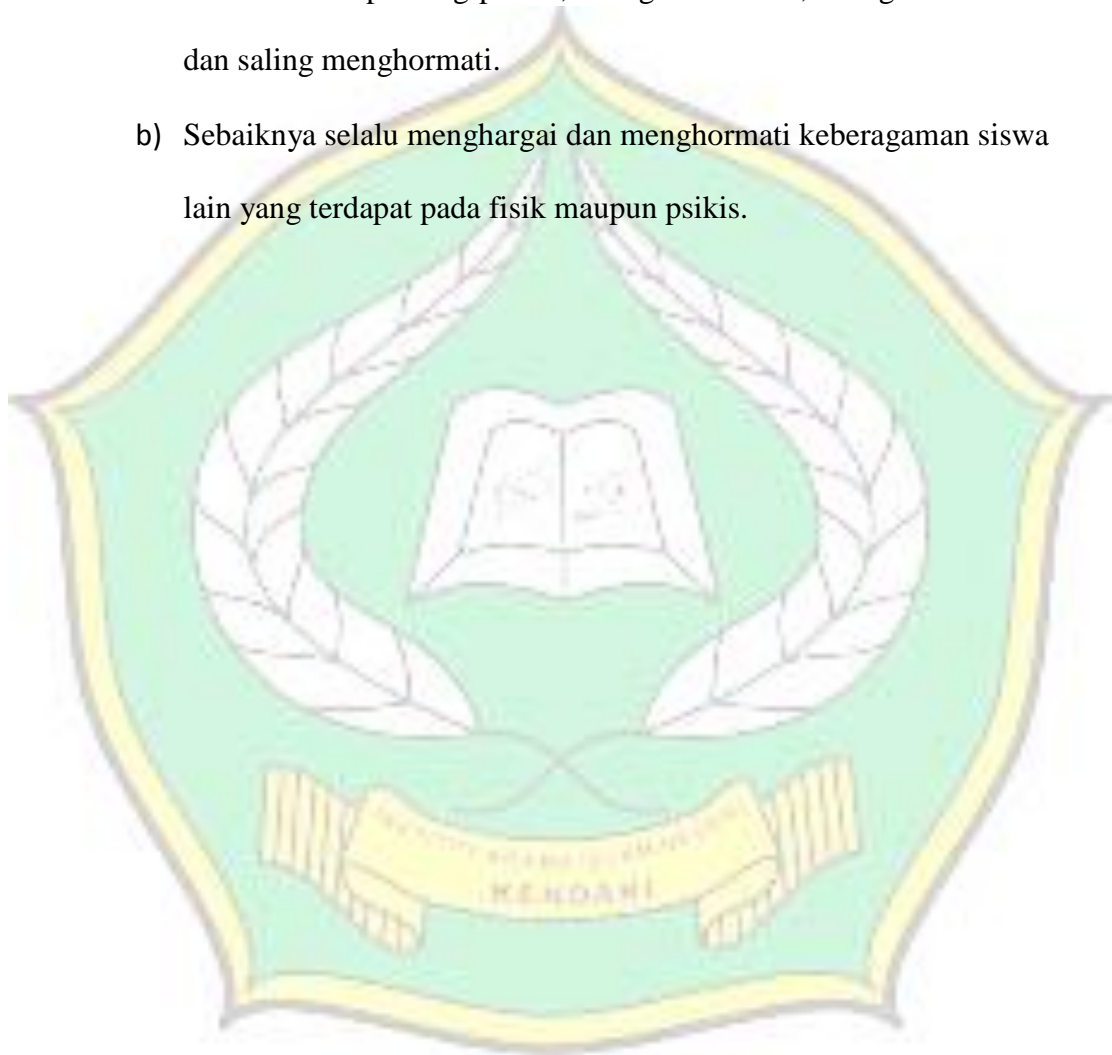 dan saling menghormati.
b) Sebaiknya selalu menghargai dan menghormati keberagaman siswa
lain yang terdapat pada fisik maupun psikis.
KENDARI